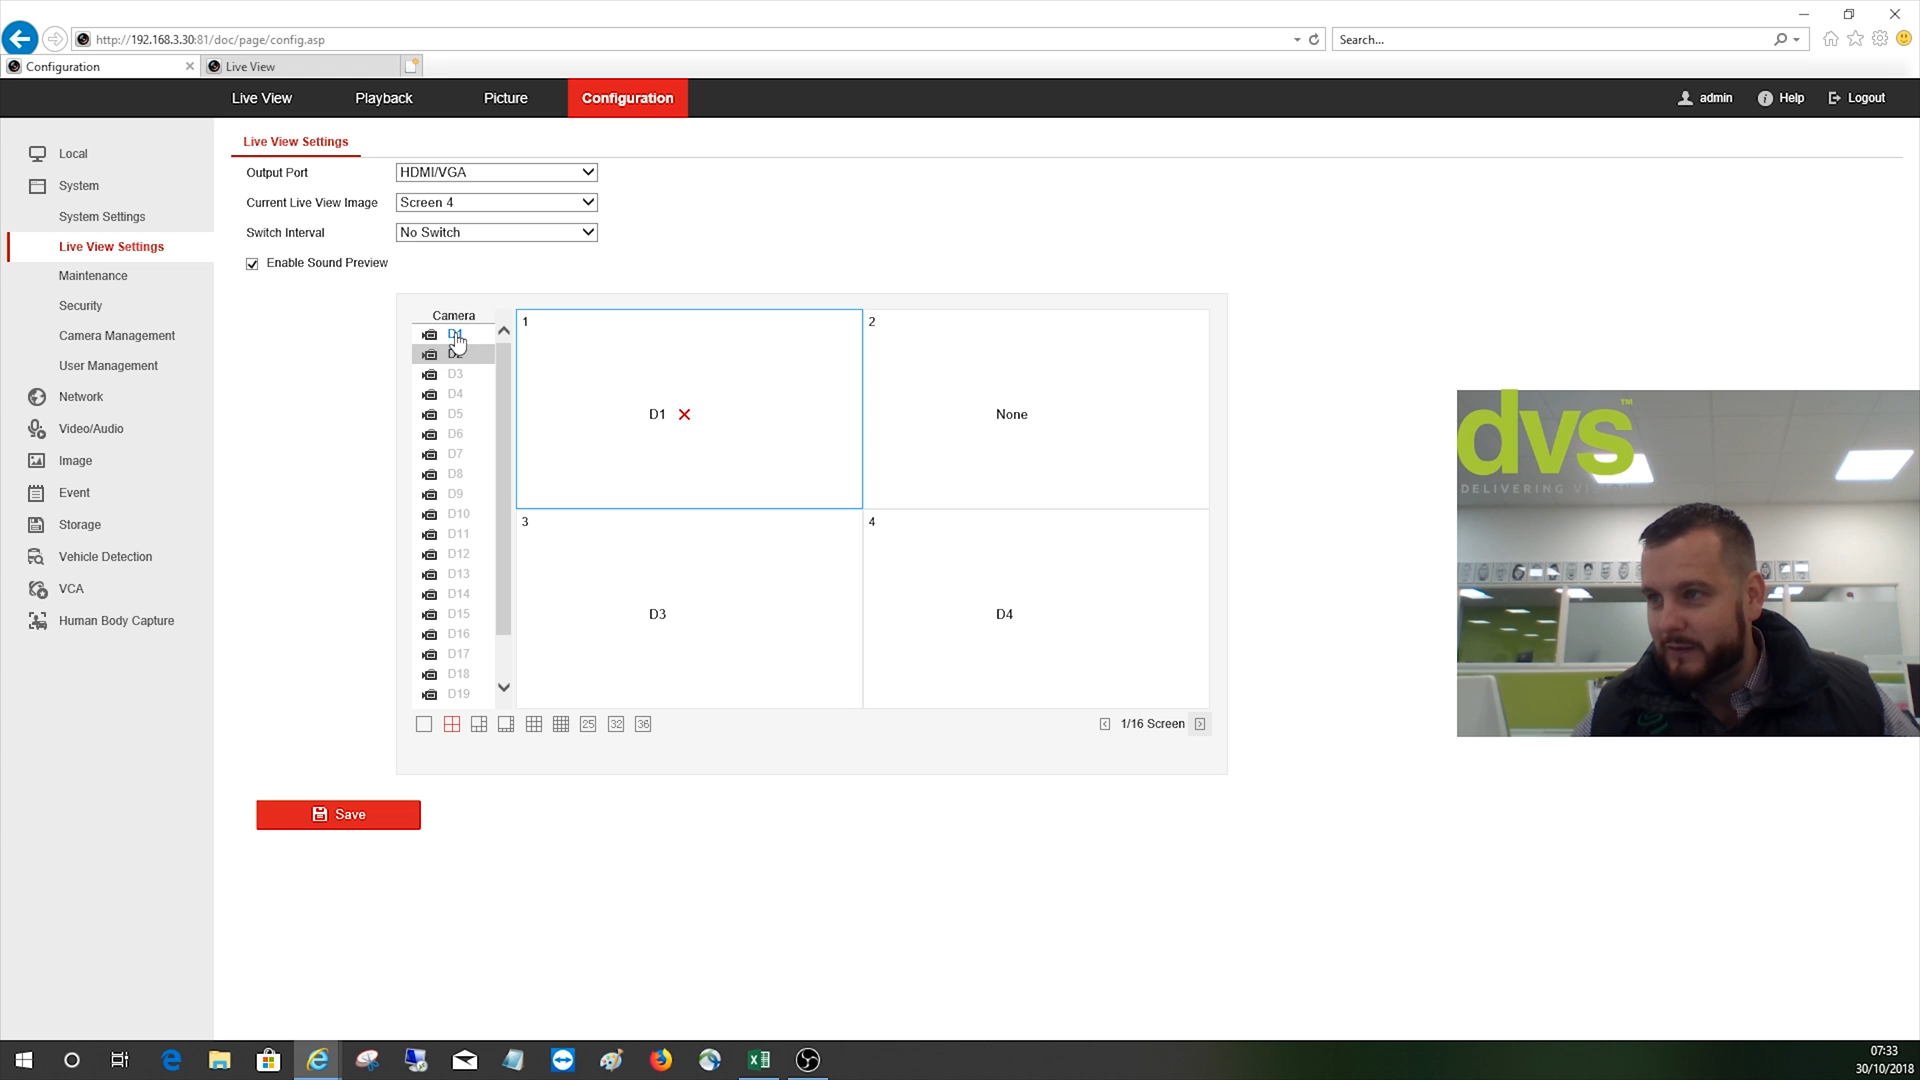 http://192.168.3.30:81/doc/page/config.asp
Search...
Configuration
Live View
Live View
Playback
Picture
Configuration
admin
Help
Logout
Local
System
System Settings
Live View Settings
Maintenance
Security
Camera Management
User Management
Network
Video/Audio
Image
Event
Storage
Vehicle Detection
VCA
Human Body Capture
Live View Settings
Output Port
HDMI/VGA
Current Live View Image
Screen 4
Switch Interval
No Switch
Enable Sound Preview
Camera
D1
D2
D3
D4
D5
D6
D7
D8
D9
D10
D11
D12
D13
D14
D15
D16
D17
D18
D19
1
D1
2
None
3
D3
4
D4
25
32
36
1/16 Screen
Save
dvs™
DELIVERING VISION
07:33
30/10/2018